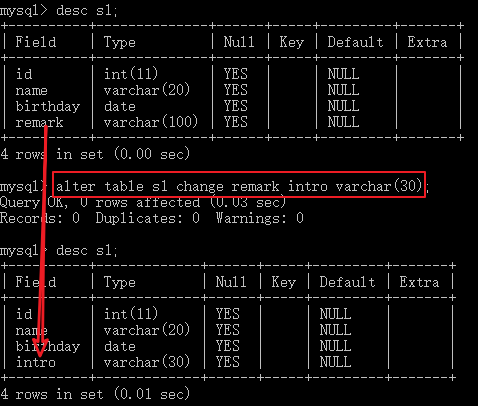 mysql> desc s1;
+----------+--------------+------+-----+---------+-------+
| Field | Type | Null | Key | Default | Extra |
+----------+--------------+------+-----+---------+-------+
| id | int(11) | YES | | NULL | |
| name | varchar(20) | YES | | NULL | |
| birthday | date | YES | | NULL | |
| remark | varchar(100) | YES | | NULL | |
+----------+--------------+------+-----+---------+-------+
4 rows in set (0.00 sec)
mysql> alter table s1 change remark intro varchar(30);
Query OK, 0 rows affected (0.03 sec)
Records: 0 Duplicates: 0 Warnings: 0
mysql> desc s1;
+----------+-------------+------+-----+---------+-------+
| Field | Type | Null | Key | Default | Extra |
+----------+-------------+------+-----+---------+-------+
| id | int(11) | YES | | NULL | |
| name | varchar(20) | YES | | NULL | |
| birthday | date | YES | | NULL | |
| intro | varchar(30) | YES | | NULL | |
+----------+-------------+------+-----+---------+-------+
4 rows in set (0.01 sec)